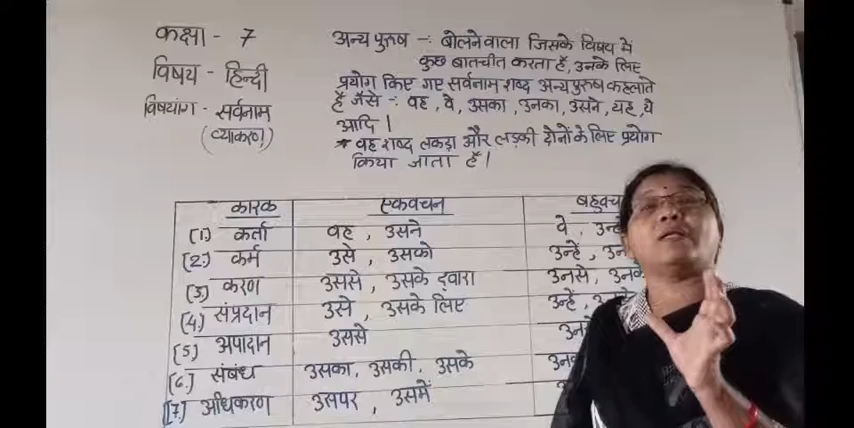 कक्षा - 7
विषय - हिन्दी
विषयांग - सर्वनाम
(व्याकरण)
अन्य पुरुष -: बोलनेवाला जिसके विषय में
कुछ बातचीत करता है, उनके लिए
प्रयोग किए गए सर्वनाम शब्द अन्य पुरुष कहलाते
हैं जैसे -: वह, वे, उसका, उनका, उसने, यह, ये
आदि।
* वह शब्द लकड़ा और लड़की दोनों के लिए प्रयोग
किया जाता है।
कारक एकवचन
(1) कर्ता वह, उसने वे,
(2) कर्म उसे, उसको उन्हें,
(3) करण उससे, उसके द्वारा उनसे,
(4) संप्रदान उसे, उसके लिए उन्हें,
(5) अपादान उससे
(6) संबंध उसका, उसकी, उसके
(7) अधिकरण उसपर, उसमें